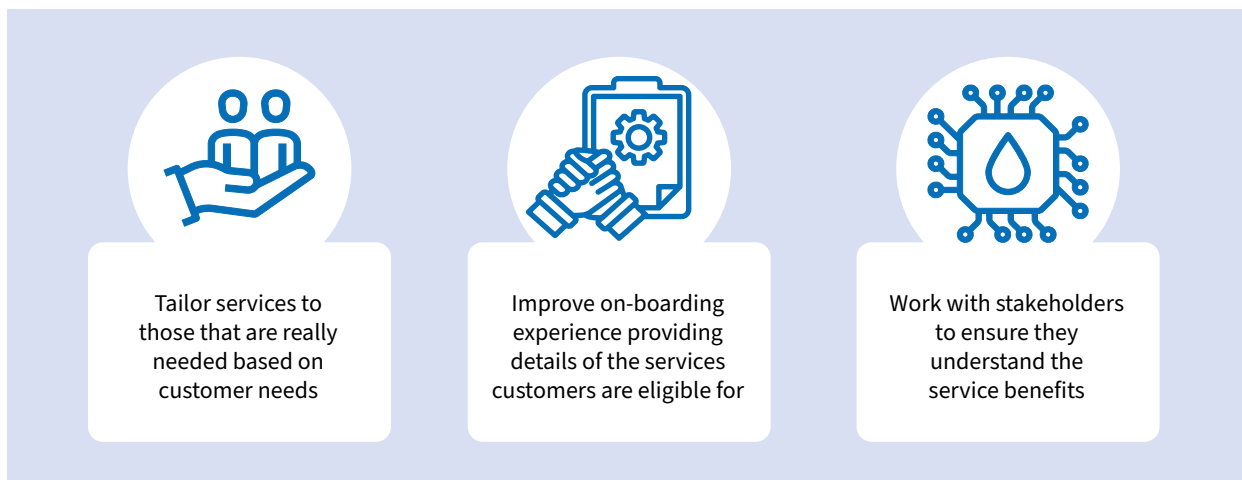 Tailor services to
those that are really
needed based on
customer needs
Improve on-boarding
experience providing
details of the services
customers are eligible for
Work with stakeholders
to ensure they
understand the
service benefits